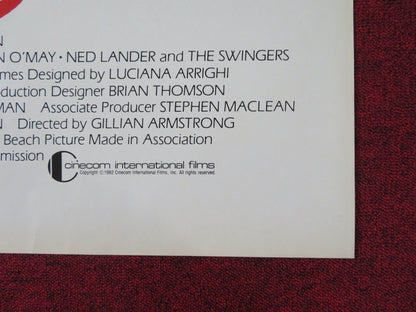 N
N O'MAY · NED LANDER and THE SWINGERS
umes Designed by LUCIANA ARRIGHI
duction Designer BRIAN THOMSON
MAN Associate Producer STEPHEN MACLEAN
N Directed by GILLIAN ARMSTRONG
Beach Picture Made in Association
mission
cinecom international films
Copyright ©1982 Cinecom International Films, Inc. All rights reserved.